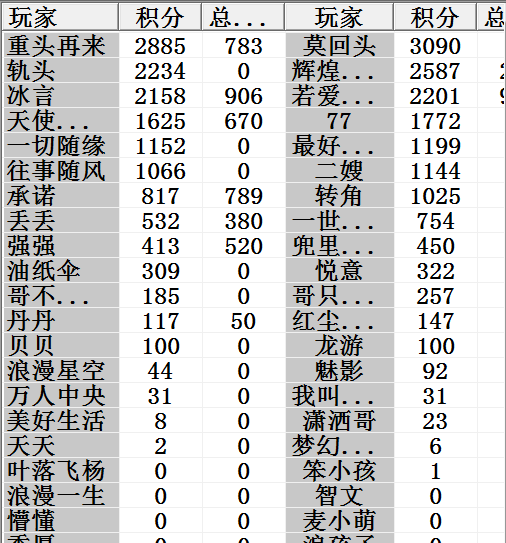 玩家 积分 总... 玩家 积分 总
重头再来 2885 783 莫回头 3090
轨头 2234 0 辉煌... 2587
冰言 2158 906 若爱... 2201
天使... 1625 670 77 1772
一切随缘 1152 0 最好... 1199
往事随风 1066 0 二嫂 1144
承诺 817 789 转角 1025
丢丢 532 380 一世... 754
强强 413 520 兜里... 450
油纸伞 309 0 悦意 322
哥不... 185 0 哥只... 257
丹丹 117 50 红尘... 147
贝贝 100 0 龙游 100
浪漫星空 44 0 魅影 92
万人中央 31 0 我叫... 31
美好生活 8 0 潇洒哥 23
天天 2 0 梦幻... 6
叶落飞杨 0 0 笨小孩 1
浪漫一生 0 0 智文 0
懵懂 0 0 麦小萌 0